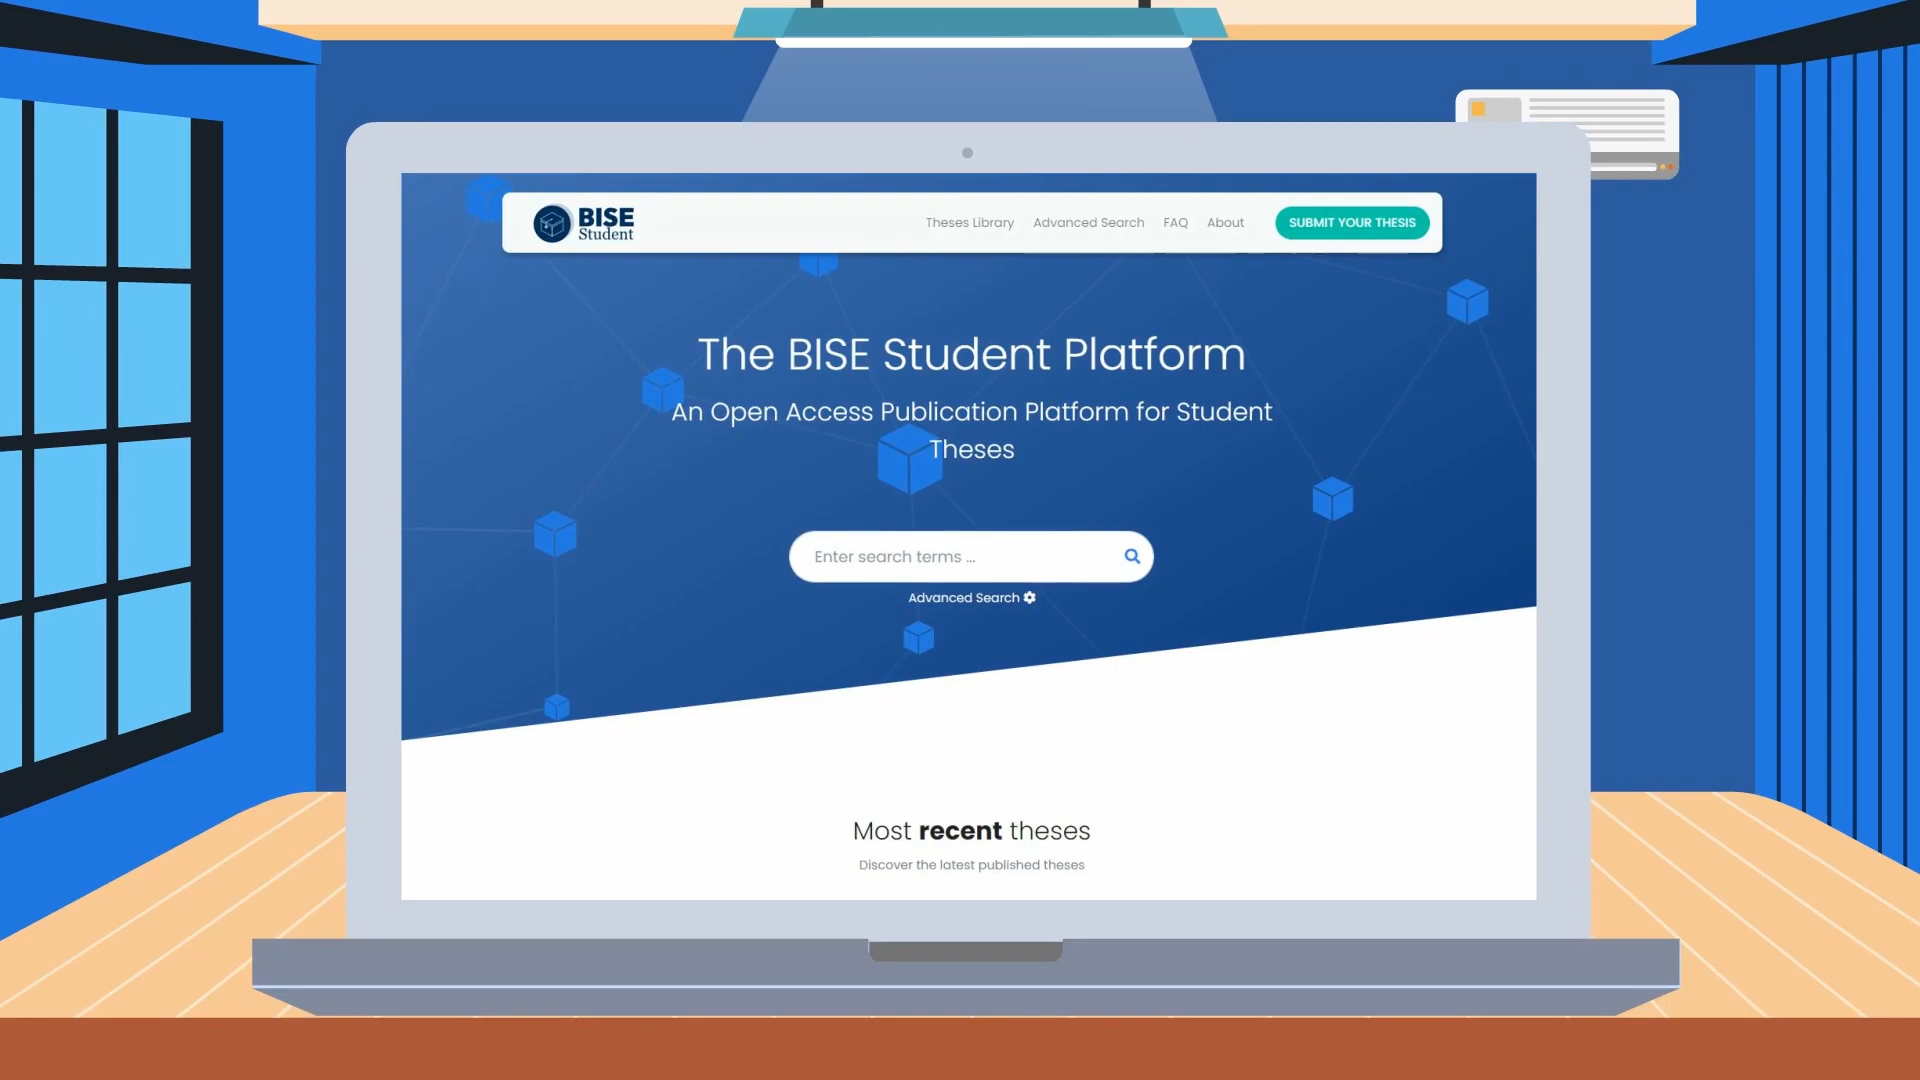 BISE
Student
Theses Library
Advanced Search
FAQ
About
SUBMIT YOUR THESIS
The BISE Student Platform
An Open Access Publication Platform for Student
Theses
Enter search terms ...
Advanced Search
Most recent theses
Discover the latest published theses